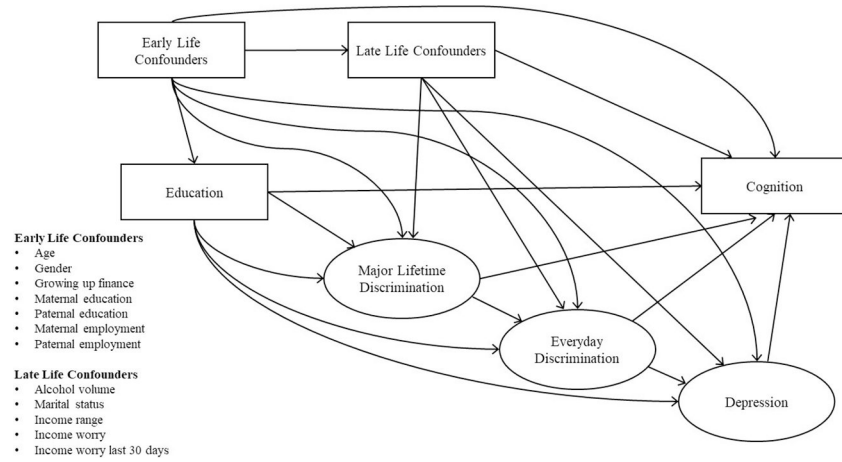 Early Life
Confounders
Late Life Confounders
Education
Cognition
Major Lifetime
Discrimination
Everyday
Discrimination
Depression
Early Life Confounders
• Age
• Gender
• Growing up finance
• Maternal education
• Paternal education
• Maternal employment
• Paternal employment
Late Life Confounders
• Alcohol volume
• Marital status
• Income range
• Income worry
• Income worry last 30 days